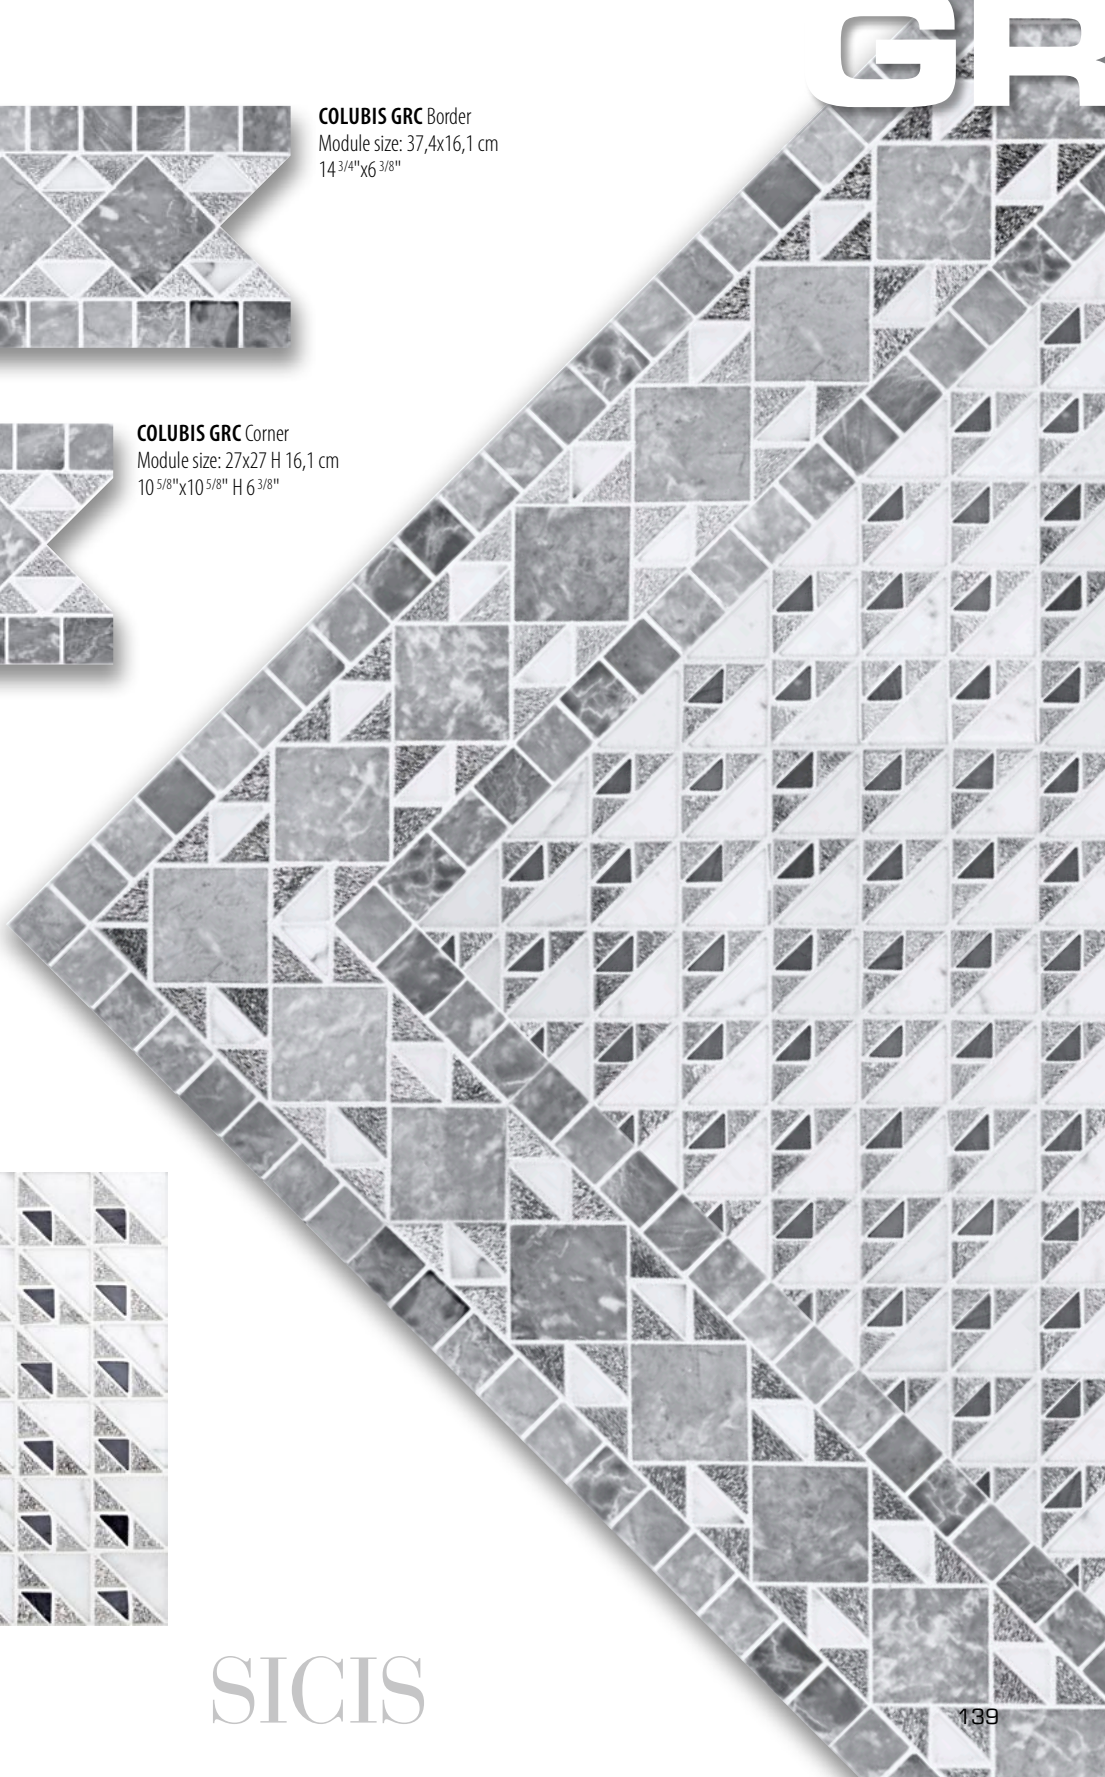 GR
COLUBIS GRC Border
Module size: 37,4x16,1 cm
14 3/4"x6 3/8"
COLUBIS GRC Corner
Module size: 27x27 H 16,1 cm
10 5/8"x10 5/8" H 6 3/8"
SICIS
139